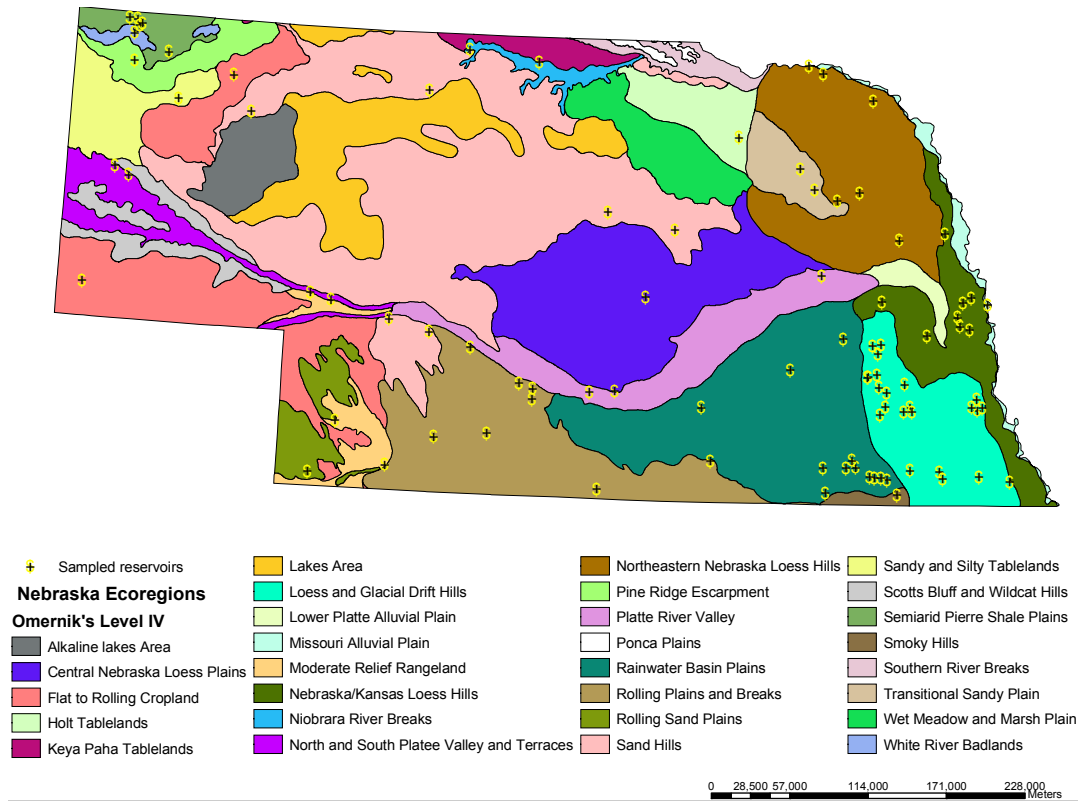 Sampled reservoirs
Nebraska Ecoregions
Omernik's Level IV
Alkaline lakes Area
Central Nebraska Loess Plains
Flat to Rolling Cropland
Holt Tablelands
Keya Paha Tablelands
Lakes Area
Loess and Glacial Drift Hills
Lower Platte Alluvial Plain
Missouri Alluvial Plain
Moderate Relief Rangeland
Nebraska/Kansas Loess Hills
Niobrara River Breaks
North and South Platee Valley and Terraces
Northeastern Nebraska Loess Hills
Pine Ridge Escarpment
Platte River Valley
Ponca Plains
Rainwater Basin Plains
Rolling Plains and Breaks
Rolling Sand Plains
Sand Hills
Sandy and Silty Tablelands
Scotts Bluff and Wildcat Hills
Semiarid Pierre Shale Plains
Smoky Hills
Southern River Breaks
Transitional Sandy Plain
Wet Meadow and Marsh Plain
White River Badlands
0 28,500 57,000 114,000 171,000 228,000
Meters